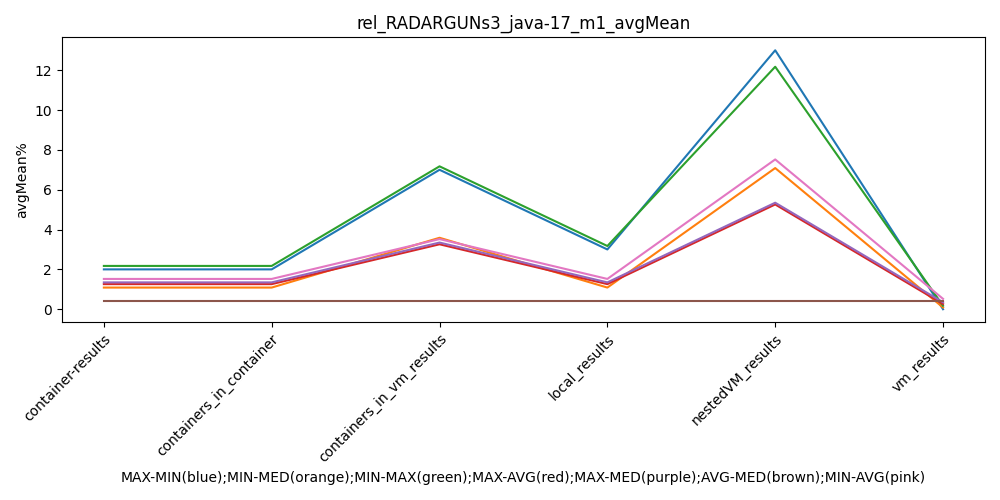 rel_RADARGUNs3_java-17_m1_avgMean
avgMean%
12
10
8
6
4
2
0
container-results
containers_in_container
containers_in_vm_results
local_results
nestedVM_results
vm_results
MAX-MIN(blue);MIN-MED(orange);MIN-MAX(green);MAX-AVG(red);MAX-MED(purple);AVG-MED(brown);MIN-AVG(pink)